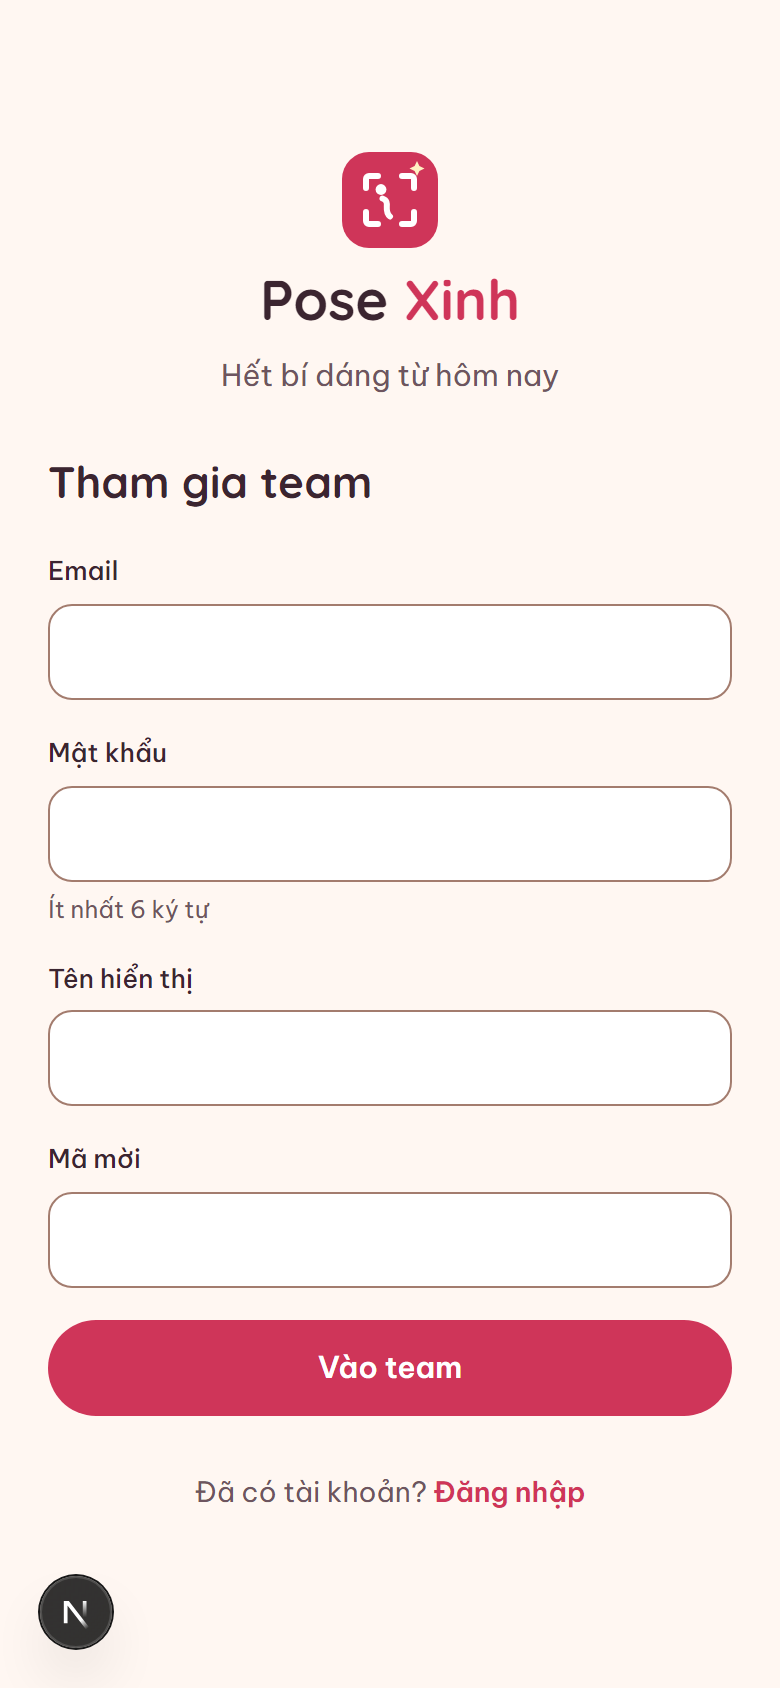 Pose Xinh
Hết bí dáng từ hôm nay
Tham gia team
Email
Mật khẩu
Ít nhất 6 ký tự
Tên hiển thị
Mã mời
Vào team
Đã có tài khoản? Đăng nhập
N